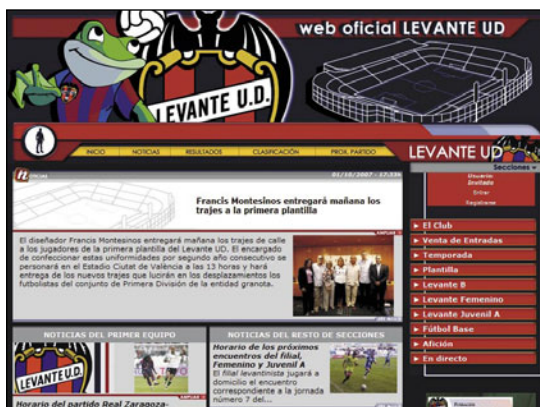 web oficial LEVANTE UD
LEVANTE U.D.
INICIO NOTICIAS RESULTADOS CLASIFICACIÓN PROX. PARTIDO
LEVANTE UD
Secciones
Usuario:
Invitado
Entrar
Registrarse
01/10/2007 - 17:53h
Francis Montesinos entregará mañana los
trajes a la primera plantilla
El diseñador Francis Montesinos entregará mañana los trajes de calle
a los jugadores de la primera plantilla del Levante UD. El encargado
de confeccionar estas uniformidades por segundo año consecutivo se
personará en el Estadio Ciutat de València a las 13 horas y hará
entrega de los nuevos trajes que lucirán en los desplazamientos los
futbolistas del conjunto de Primera División de la entidad granota.
El Club
Venta de Entradas
Temporada
Plantilla
Levante B
Levante Femenino
Levante Juvenil A
Fútbol Base
Afición
En directo
NOTICIAS DEL PRIMER EQUIPO
LEVANTE U.D.
Horario del partido Real Zaragoza-
NOTICIAS DEL RESTO DE SECCIONES
Horario de los próximos
encuentros del filial,
Femenino y Juvenil A
El filial levantinista jugará a
domicilio el encuentro
correspondiente a la jornada
número 7 del...